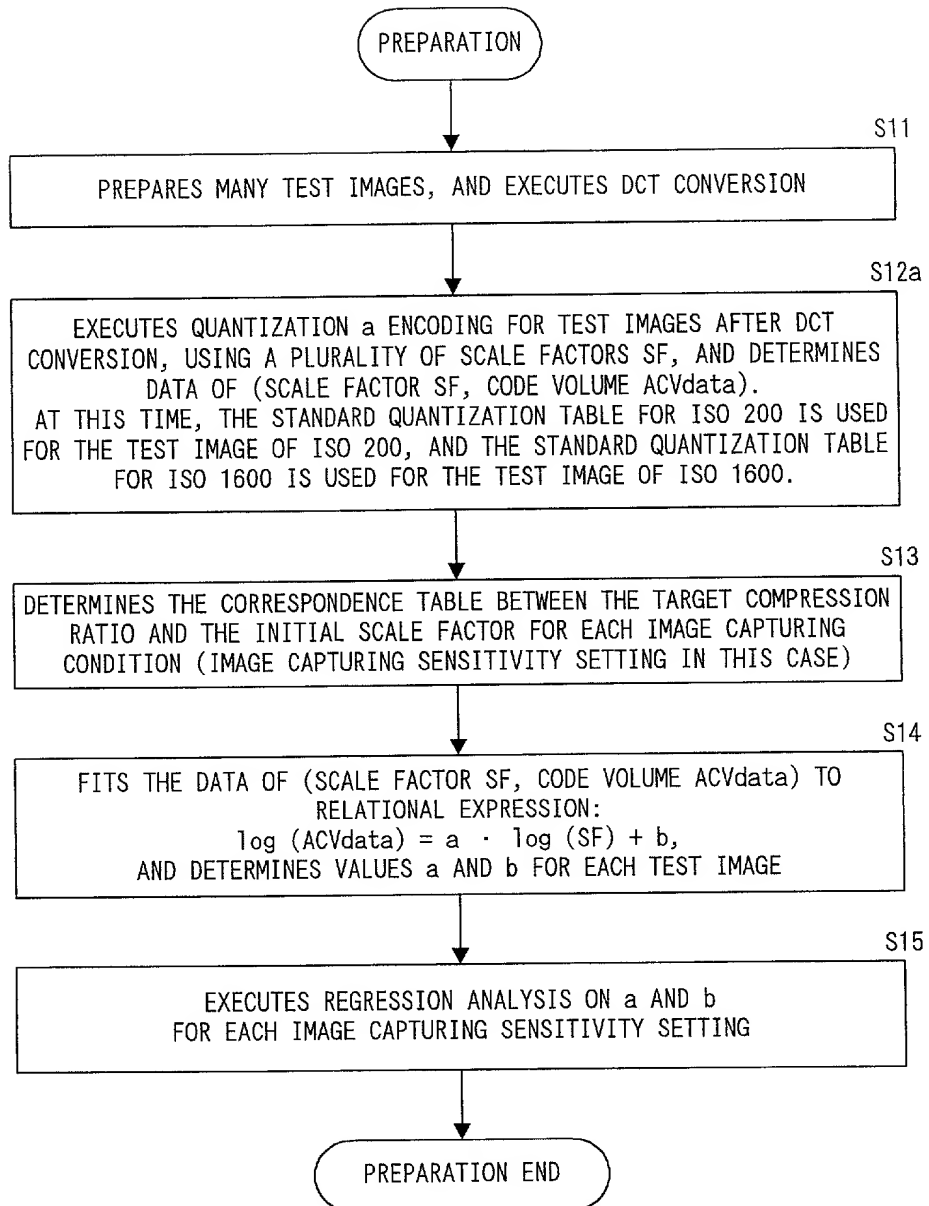 PREPARATION
S11
PREPARES MANY TEST IMAGES, AND EXECUTES DCT CONVERSION
S12a
EXECUTES QUANTIZATION a ENCODING FOR TEST IMAGES AFTER DCT
CONVERSION, USING A PLURALITY OF SCALE FACTORS SF, AND DETERMINES
DATA OF (SCALE FACTOR SF, CODE VOLUME ACVdata).
AT THIS TIME, THE STANDARD QUANTIZATION TABLE FOR ISO 200 IS USED
FOR THE TEST IMAGE OF ISO 200, AND THE STANDARD QUANTIZATION TABLE
FOR ISO 1600 IS USED FOR THE TEST IMAGE OF ISO 1600.
S13
DETERMINES THE CORRESPONDENCE TABLE BETWEEN THE TARGET COMPRESSION
RATIO AND THE INITIAL SCALE FACTOR FOR EACH IMAGE CAPTURING
CONDITION (IMAGE CAPTURING SENSITIVITY SETTING IN THIS CASE)
S14
FITS THE DATA OF (SCALE FACTOR SF, CODE VOLUME ACVdata) TO
RELATIONAL EXPRESSION:
log (ACVdata) = a · log (SF) + b,
AND DETERMINES VALUES a AND b FOR EACH TEST IMAGE
S15
EXECUTES REGRESSION ANALYSIS ON a AND b
FOR EACH IMAGE CAPTURING SENSITIVITY SETTING
PREPARATION END